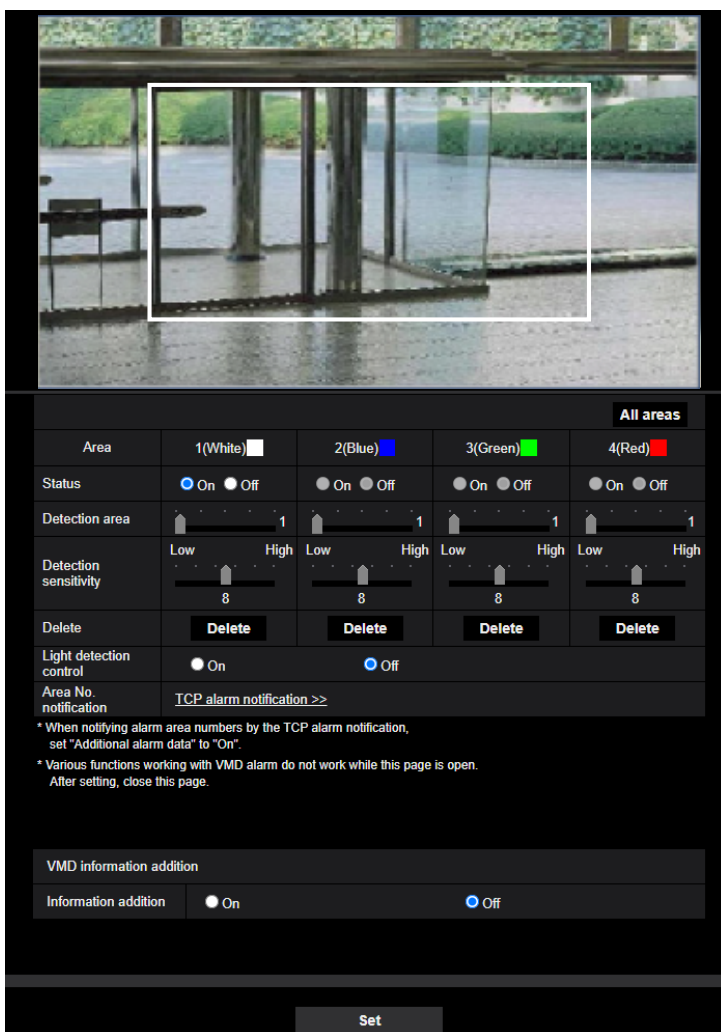 All areas
Area 1(White) 2(Blue) 3(Green) 4(Red)
Status On Off On Off On Off On Off
Detection area 1 1 1 1
Low High Low High Low High Low High
Detection
sensitivity
8 8 8 8
Delete Delete Delete Delete Delete
Light detection
control On Off
Area No.
notification TCP alarm notification >>
* When notifying alarm area numbers by the TCP alarm notification,
set "Additional alarm data" to "On".
* Various functions working with VMD alarm do not work while this page is open.
After setting, close this page.
VMD information addition
Information addition On Off
Set